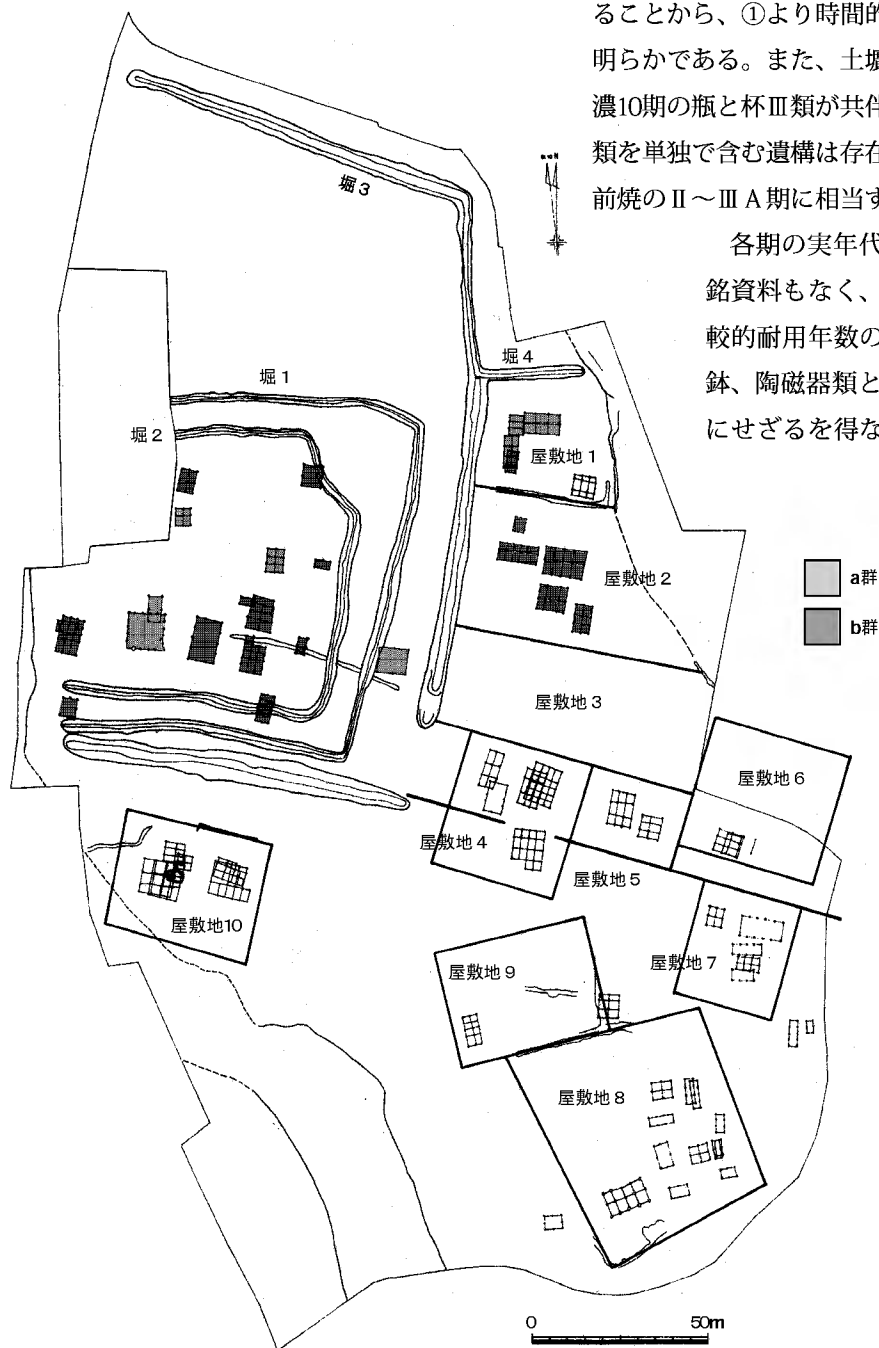 ることから、①より時間的
明らかである。また、土壙
濃10期の瓶と杯Ⅲ類が共伴
類を単独で含む遺構は存在
前焼のⅡ～ⅢA期に相当す
各期の実年代
銘資料もなく、
較的耐用年数の
鉢、陶磁器類と
にせざるを得な
堀3
堀1
堀4
堀2
屋敷地1
屋敷地2
a群
b群
屋敷地3
屋敷地6
屋敷地4
屋敷地5
屋敷地10
屋敷地7
屋敷地9
屋敷地8
0
50m